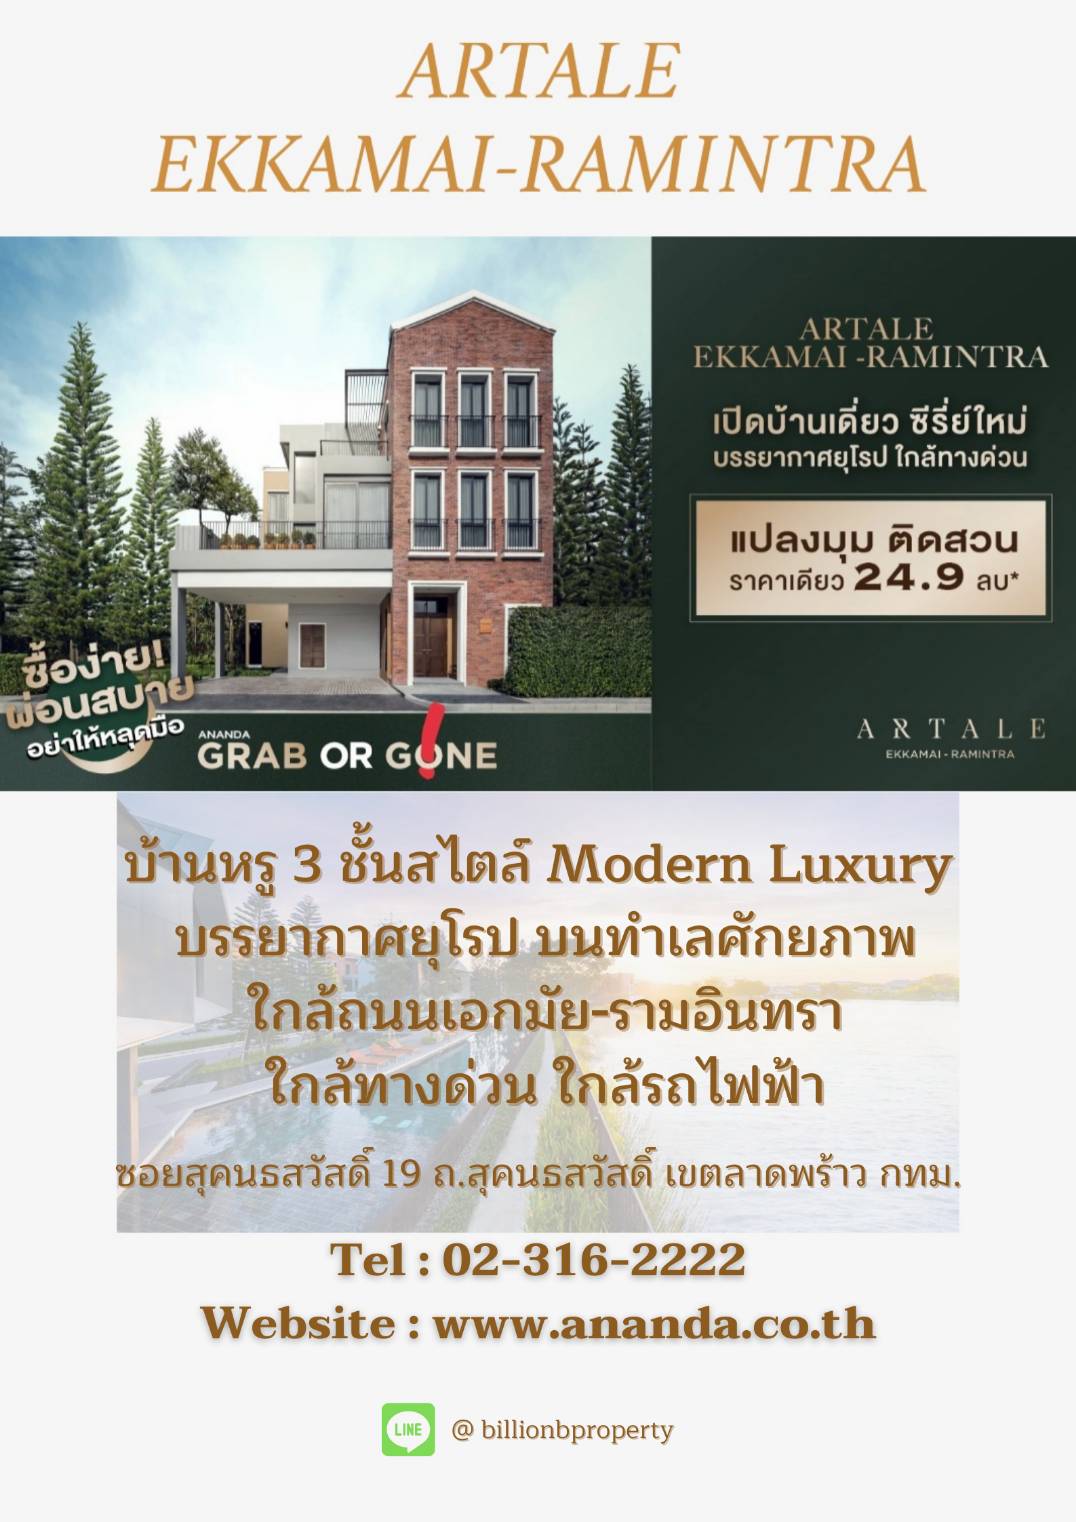 ARTALE
EKKAMAI-RAMINTRA
ARTALE
EKKAMAI -RAMINTRA
เปิดบ้านเดี่ยว ซีรี่ย์ใหม่
บรรยากาศยุโรป ใกล้ทางด่วน
แปลงมุม ติดสวน
ราคาเดียว 24.9 ลบ*
ซื้อง่าย!
ผ่อนสบาย
อย่าให้หลุดมือ
ANANDA
GRAB OR GONE
ARTALE
EKKAMAI - RAMINTRA
บ้านหรู 3 ชั้นสไตล์ Modern Luxury
บรรยากาศยุโรป บนทำเลศักยภาพ
ใกล้ถนนเอกมัย-รามอินทรา
ใกล้ทางด่วน ใกล้รถไฟฟ้า
ซอยสุคนธสวัสดิ์ 19 ถ.สุคนธสวัสดิ์ เขตลาดพร้าว กทม.
Tel : 02-316-2222
Website : www.ananda.co.th
LINE @ billionbproperty